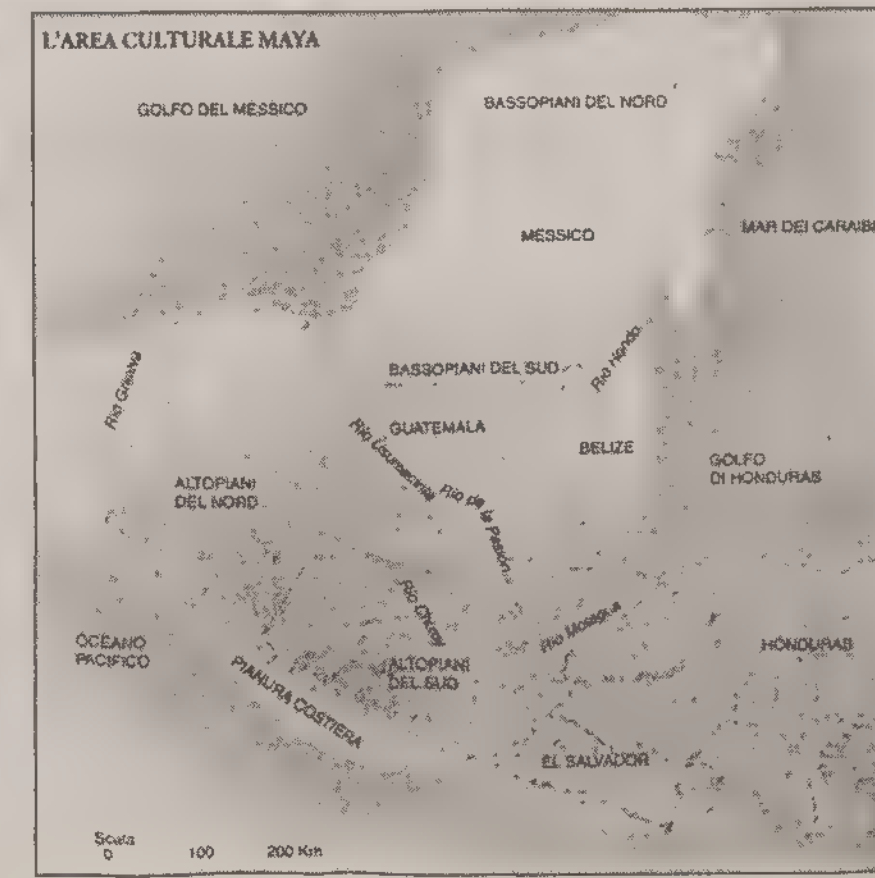 L'AREA CULTURALE MAYA
GOLFO DEL MESSICO
BASSOPIANI DEL NORD
MESSICO
MAR DEI CARAIBI
Rio Hondo
Rio Grijalva
BASSOPIANI DEL SUD
GUATEMALA
BELIZE
Rio Usumacinta
Rio de la Pasión
GOLFO
DI HONDURAS
ALTOPIANI
DEL NORD
Rio Chixoy
Rio Motagua
OCEANO
PACIFICO
HONDURAS
ALTOPIANI
DEL SUD
PIANURA COSTIERA
EL SALVADOR
Scala
0 100 200 Km